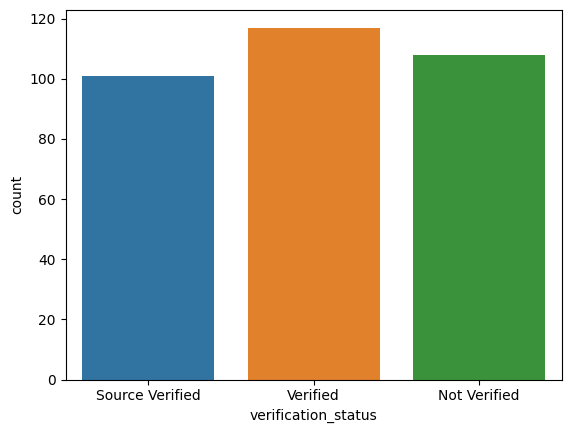 120
100
80
60
40
20
0
count
Source Verified
Verified
Not Verified
verification_status